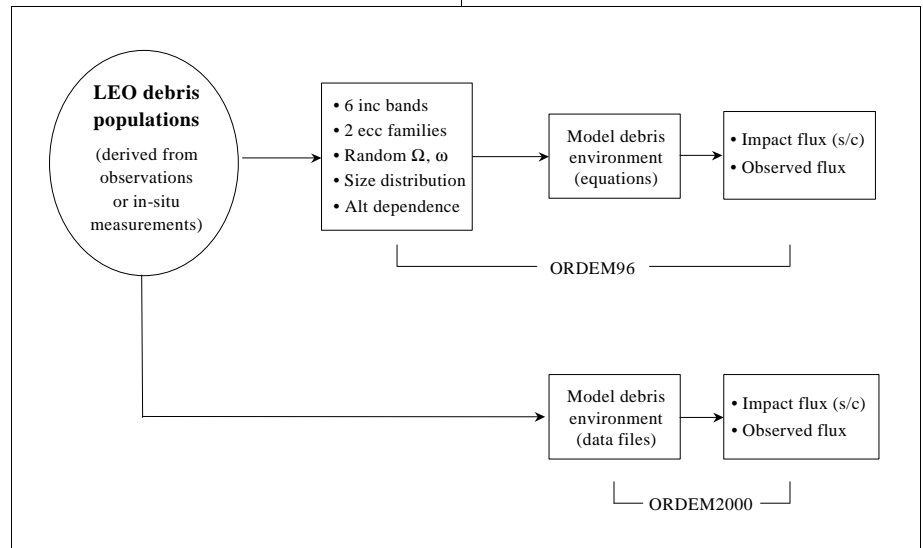 LEO debris
populations
(derived from
observations
or in-situ
measurements)
• 6 inc bands
• 2 ecc families
• Random Ω, ω
• Size distribution
• Alt dependence
Model debris
environment
(equations)
• Impact flux (s/c)
• Observed flux
ORDEM96
Model debris
environment
(data files)
• Impact flux (s/c)
• Observed flux
ORDEM2000